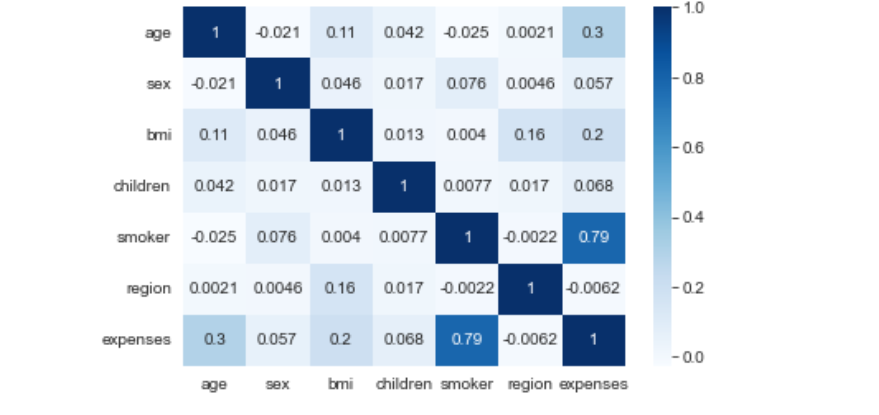 1.0
age 1 -0.021 0.11 0.042 -0.025 0.0021 0.3
sex -0.021 1 0.046 0.017 0.076 0.0046 0.057
0.8
bmi 0.11 0.046 1 0.013 0.004 0.16 0.2
0.6
children 0.042 0.017 0.013 1 0.0077 0.017 0.068
0.4
smoker -0.025 0.076 0.004 0.0077 1 -0.0022 0.79
region 0.0021 0.0046 0.16 0.017 -0.0022 1 -0.0062
0.2
expenses 0.3 0.057 0.2 0.068 0.79 -0.0062 1
0.0
age sex bmi children smoker region expenses